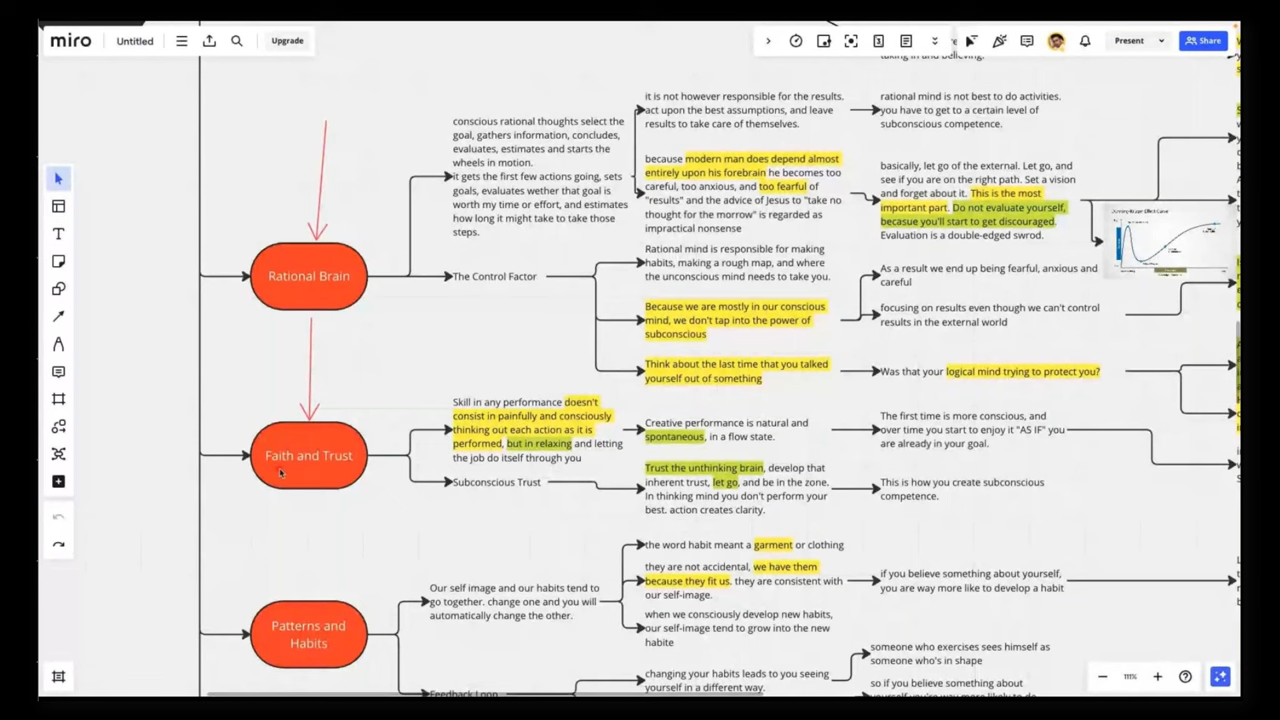 miro
Untitled
Upgrade
Present
Share
taking in and believing.
Rational Brain
conscious rational thoughts select the
goal, gathers information, concludes,
evaluates, estimates and starts the
wheels in motion.
it gets the first few actions going, sets
goals, evaluates wether that goal is
worth my time or effort, and estimates
how long it might take to take those
steps.
it is not however responsible for the results.
act upon the best assumptions, and leave
results to take care of themselves.
rational mind is not best to do activities.
you have to get to a certain level of
subconscious competence.
because modern man does depend almost
entirely upon his forebrain he becomes too
careful, too anxious, and too fearful of
"results" and the advice of Jesus to "take no
thought for the morrow" is regarded as
impractical nonsense
basically, let go of the external. Let go, and
see if you are on the right path. Set a vision
and forget about it. This is the most
important part. Do not evaluate yourself,
becasue you'll start to get discouraged.
Evaluation is a double-edged swrod.
The Control Factor
Rational mind is responsible for making
habits, making a rough map, and where
the unconscious mind needs to take you.
Because we are mostly in our conscious
mind, we don't tap into the power of
subconscious
As a result we end up being fearful, anxious and
careful
focusing on results even though we can't control
results in the external world
Think about the last time that you talked
yourself out of something
Was that your logical mind trying to protect you?
Faith and Trust
Skill in any performance doesn't
consist in painfully and consciously
thinking out each action as it is
performed, but in relaxing and letting
the job do itself through you
Creative performance is natural and
spontaneous, in a flow state.
The first time is more conscious, and
over time you start to enjoy it "AS IF" you
are already in your goal.
Subconscious Trust
Trust the unthinking brain, develop that
inherent trust, let go, and be in the zone.
In thinking mind you don't perform your
best. action creates clarity.
This is how you create subconscious
competence.
Patterns and
Habits
Our self image and our habits tend to
go together. change one and you will
automatically change the other.
the word habit meant a garment or clothing
they are not accidental, we have them
because they fit us. they are consistent with
our self-image.
if you believe something about yourself,
you are way more like to develop a habit
when we consciously develop new habits,
our self-image tend to grow into the new
habite
Feedback Loop
changing your habits leads to you seeing
yourself in a different way.
someone who exercises sees himself as
someone who's in shape
so if you believe something about
111%